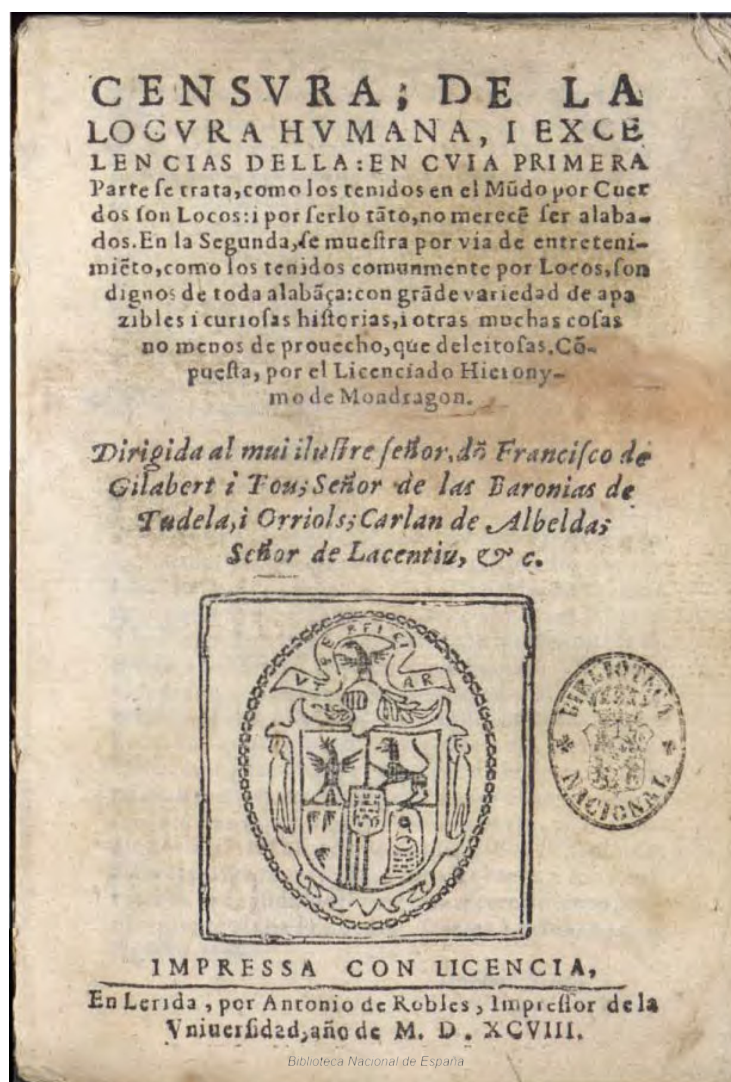 CENSVRA; DE LA
LOCVRA HVMANA, I EXCE
LENCIAS DELLA: EN CVIA PRIMERA
Parte ſe trata, como los tenidos en el Mũdo por Cuer
dos ſon Locos: i por ſerlo tãto, no merecẽ ſer alaba-
dos. En la Segunda, ſe mueſtra por via de entreteni-
miẽto, como los tenidos comunmente por Locos, ſon
dignos de toda alabãça: con grãde variedad de apa
zibles i curioſas hiſtorias, i otras muchas coſas
no menos de prouecho, que deleitoſas. Cõ-
pueſta, por el Licenciado Hierony-
mo de Mondragon.
Dirigida al mui iluſtre ſeñor, dõ Franciſco de
Gilabert i Tou; Señor de las Baronias de
Tudela, i Orriols; Carlan de Albelda;
Señor de Lacentiu, & c.
VT PERFICIAR
BIBLIOTECA
NACIONAL
IMPRESSA CON LICENCIA,
En Lerida, por Antonio de Robles, Impreſſor de la
Vniuerſidad, año de M. D. XCVIII.
Biblioteca Nacional de España